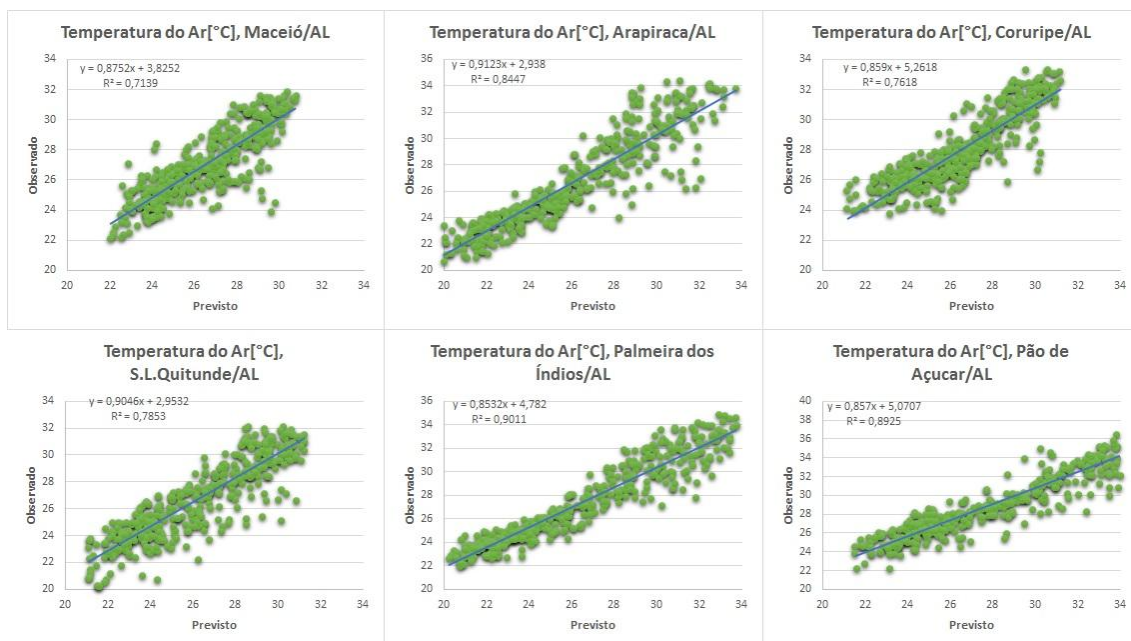 Temperatura do Ar[°C], Maceió/AL
y = 0,8752x + 3,8252
R² = 0,7139
34
32
30
28
26
24
22
20
Observado
20 22 24 26 28 30 32 34
Previsto
Temperatura do Ar[°C], Arapiraca/AL
y = 0,9123x + 2,938
R² = 0,8447
36
34
32
30
28
26
24
22
20
Observado
20 22 24 26 28 30 32 34
Previsto
Temperatura do Ar[°C], Coruripe/AL
y = 0,859x + 5,2618
R² = 0,7618
34
32
30
28
26
24
22
20
Observado
20 22 24 26 28 30 32 34
Previsto
Temperatura do Ar[°C],
S.L.Quitunde/AL
y = 0,9046x + 2,9532
R² = 0,7853
34
32
30
28
26
24
22
20
Observado
20 22 24 26 28 30 32 34
Previsto
Temperatura do Ar[°C], Palmeira dos
Índios/AL
y = 0,8532x + 4,782
R² = 0,9011
36
34
32
30
28
26
24
22
20
Observado
20 22 24 26 28 30 32 34
Previsto
Temperatura do Ar[°C], Pão de
Açucar/AL
y = 0,857x + 5,0707
R² = 0,8925
40
38
36
34
32
30
28
26
24
22
20
Observado
20 22 24 26 28 30 32 34
Previsto